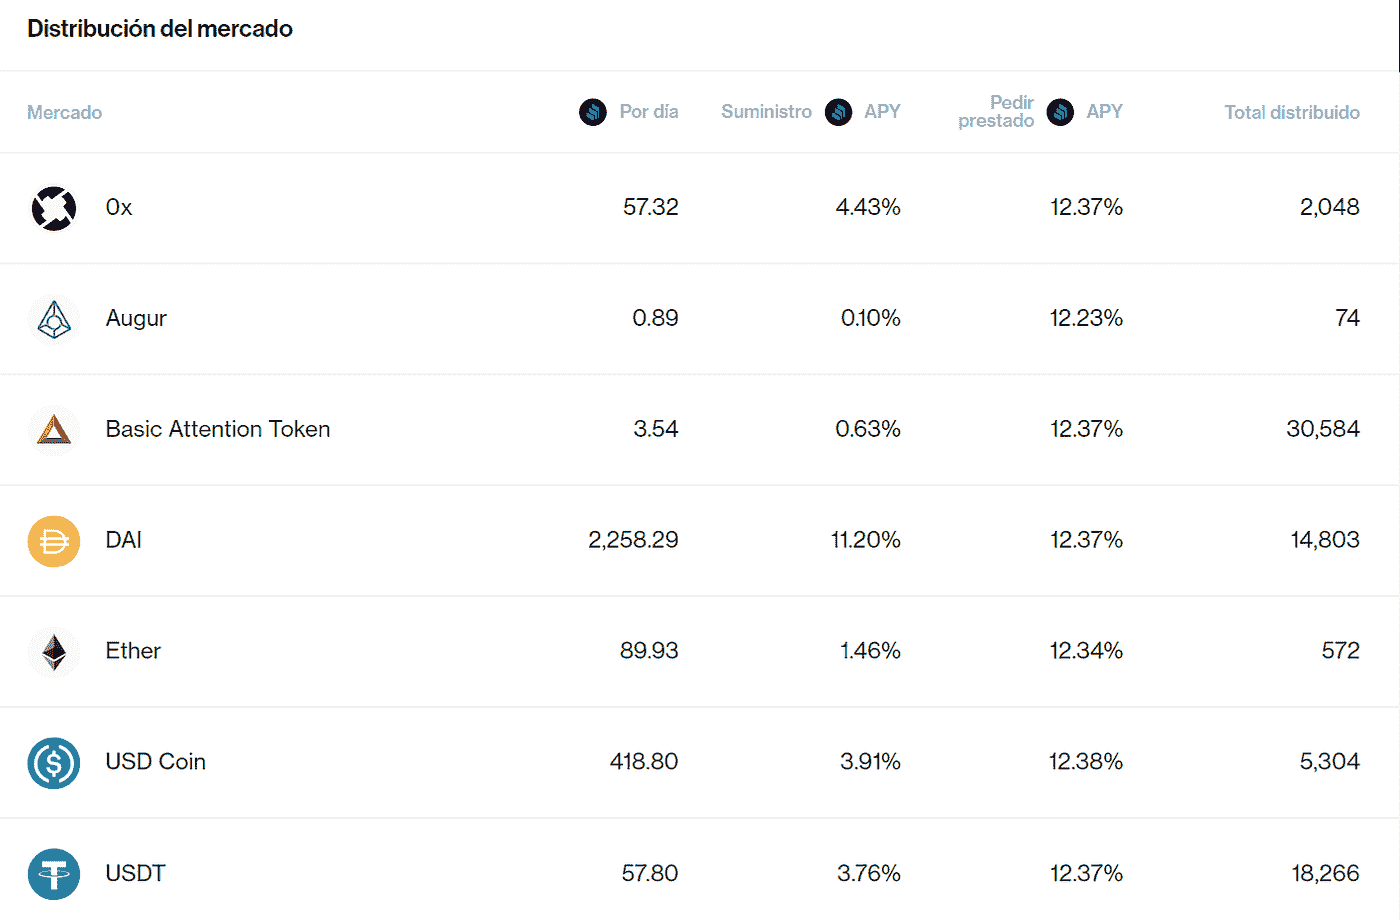 Distribución del mercado
Mercado Por día Suministro APY Pedir prestado APY Total distribuido
0x 57.32 4.43% 12.37% 2,048
Augur 0.89 0.10% 12.23% 74
Basic Attention Token 3.54 0.63% 12.37% 30,584
DAI 2,258.29 11.20% 12.37% 14,803
Ether 89.93 1.46% 12.34% 572
USD Coin 418.80 3.91% 12.38% 5,304
USDT 57.80 3.76% 12.37% 18,266